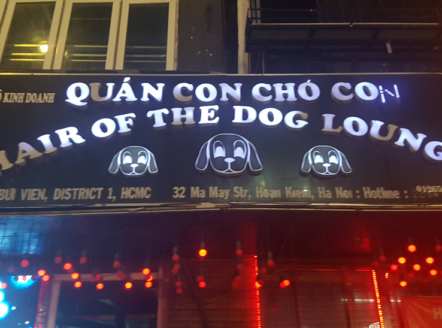 KINH DOANH QUÁN CON CHÓ CON
HAIR OF THE DOG LOUNG
BUI VIEN, DISTRICT 1, HCMC 32 Ma May Str, Hoan Kiem, Ha Noi - Hotline :